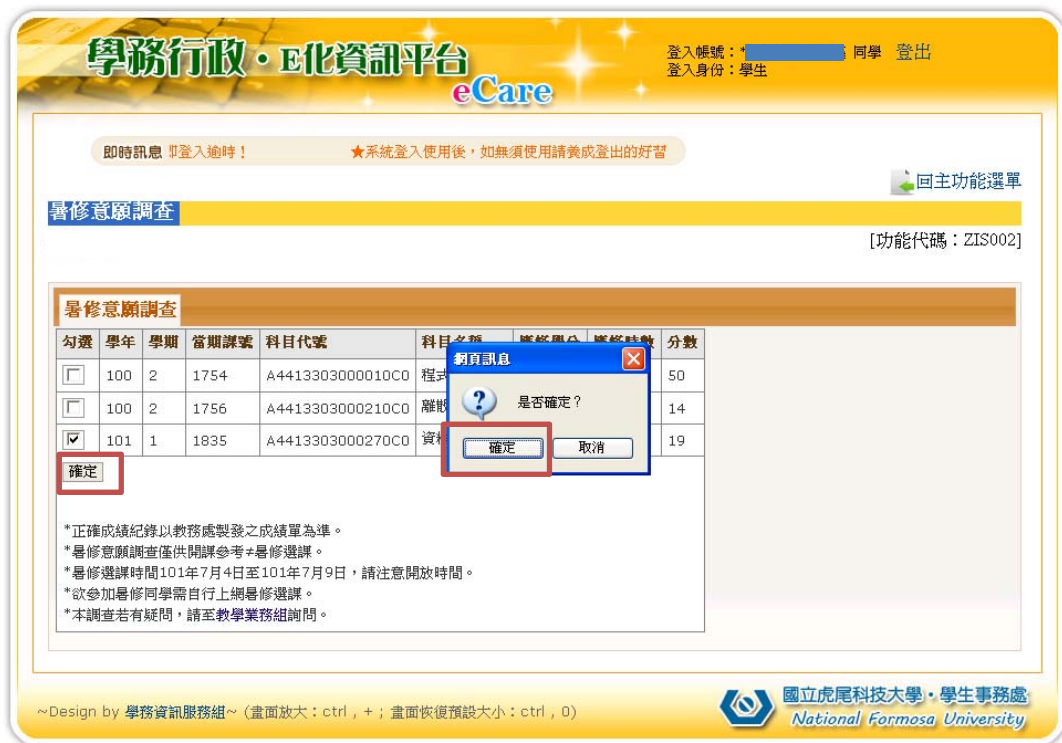 學務行政・E化資訊平台
eCare
登入帳號：* 同學 登出
登入身份：學生
即時訊息 登入逾時！ ★系統登入使用後，如無須使用請養成登出的好習
回主功能選單
暑修意願調查
[功能代碼：ZIS002]
暑修意願調查
勾選 學年 學期 當期課號 科目代號 科目名稱 應修學分 應修時數 分數
100 2 1754 A4413303000010C0 程式 50
100 2 1756 A4413303000210C0 離散 14
101 1 1835 A4413303000270C0 資料 19
網頁訊息
是否確定？
確定 取消
確定
*正確成績紀錄以教務處製發之成績單為準。
*暑修意願調查僅供開課參考≠暑修選課。
*暑修選課時間101年7月4日至101年7月9日，請注意開放時間。
*欲參加暑修同學需自行上網暑修選課。
*本調查若有疑問，請至教學業務組詢問。
~Design by 學務資訊服務組~ (畫面放大：ctrl , + ; 畫面恢復預設大小：ctrl , 0)
國立虎尾科技大學・學生事務處
National Formosa University